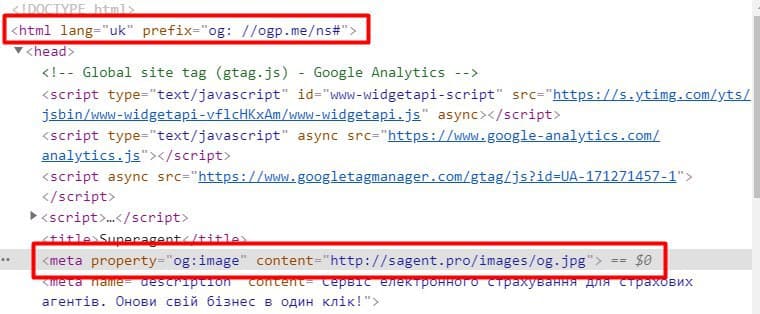 <!DOCTYPE html>
<html lang="uk" prefix="og: //ogp.me/ns#">
<head>
<!-- Global site tag (gtag.js) - Google Analytics -->
<script type="text/javascript" id="www-widgetapi-script" src="https://s.ytimg.com/yts/
jsbin/www-widgetapi-vflcHKxAm/www-widgetapi.js" async></script>
<script type="text/javascript" async src="https://www.google-analytics.com/
analytics.js"></script>
<script async src="https://www.googletagmanager.com/gtag/js?id=UA-171271457-1">
</script>
<script>…</script>
<title>Superagent</title>
<meta property="og:image" content="http://sagent.pro/images/og.jpg"> == $0
<meta name="description" content="Сервіс електронного страхування для страхових
агентів. Онови свій бізнес в один клік!">